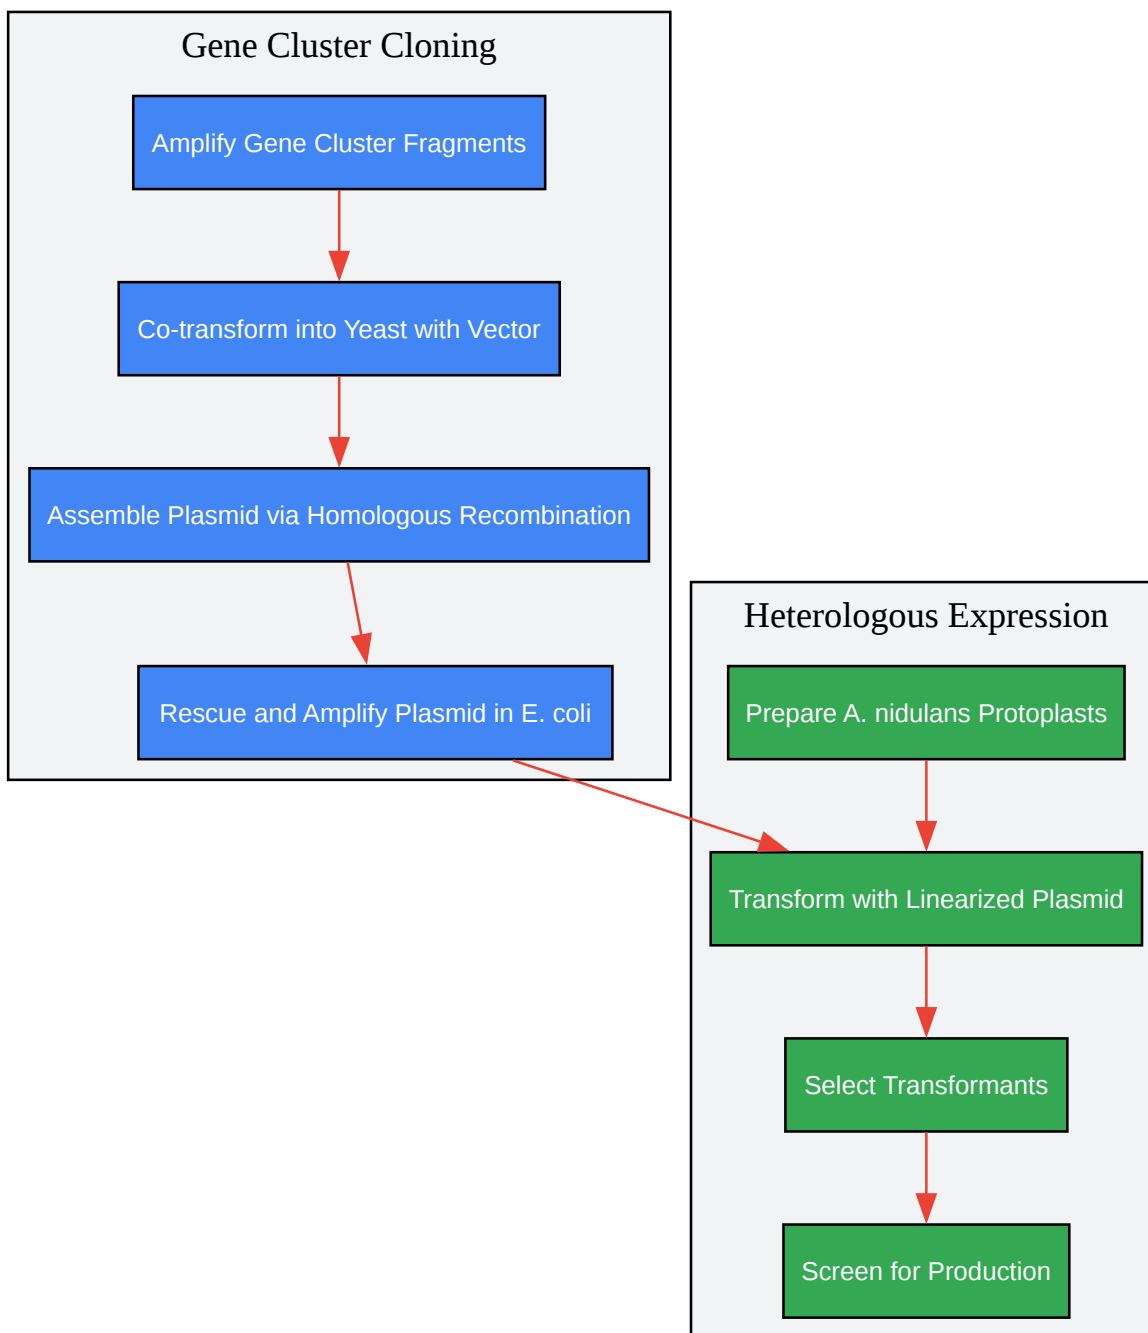 Gene Cluster Cloning
Amplify Gene Cluster Fragments
Co-transform into Yeast with Vector
Assemble Plasmid via Homologous Recombination
Rescue and Amplify Plasmid in E. coli
Heterologous Expression
Prepare A. nidulans Protoplasts
Transform with Linearized Plasmid
Select Transformants
Screen for Production